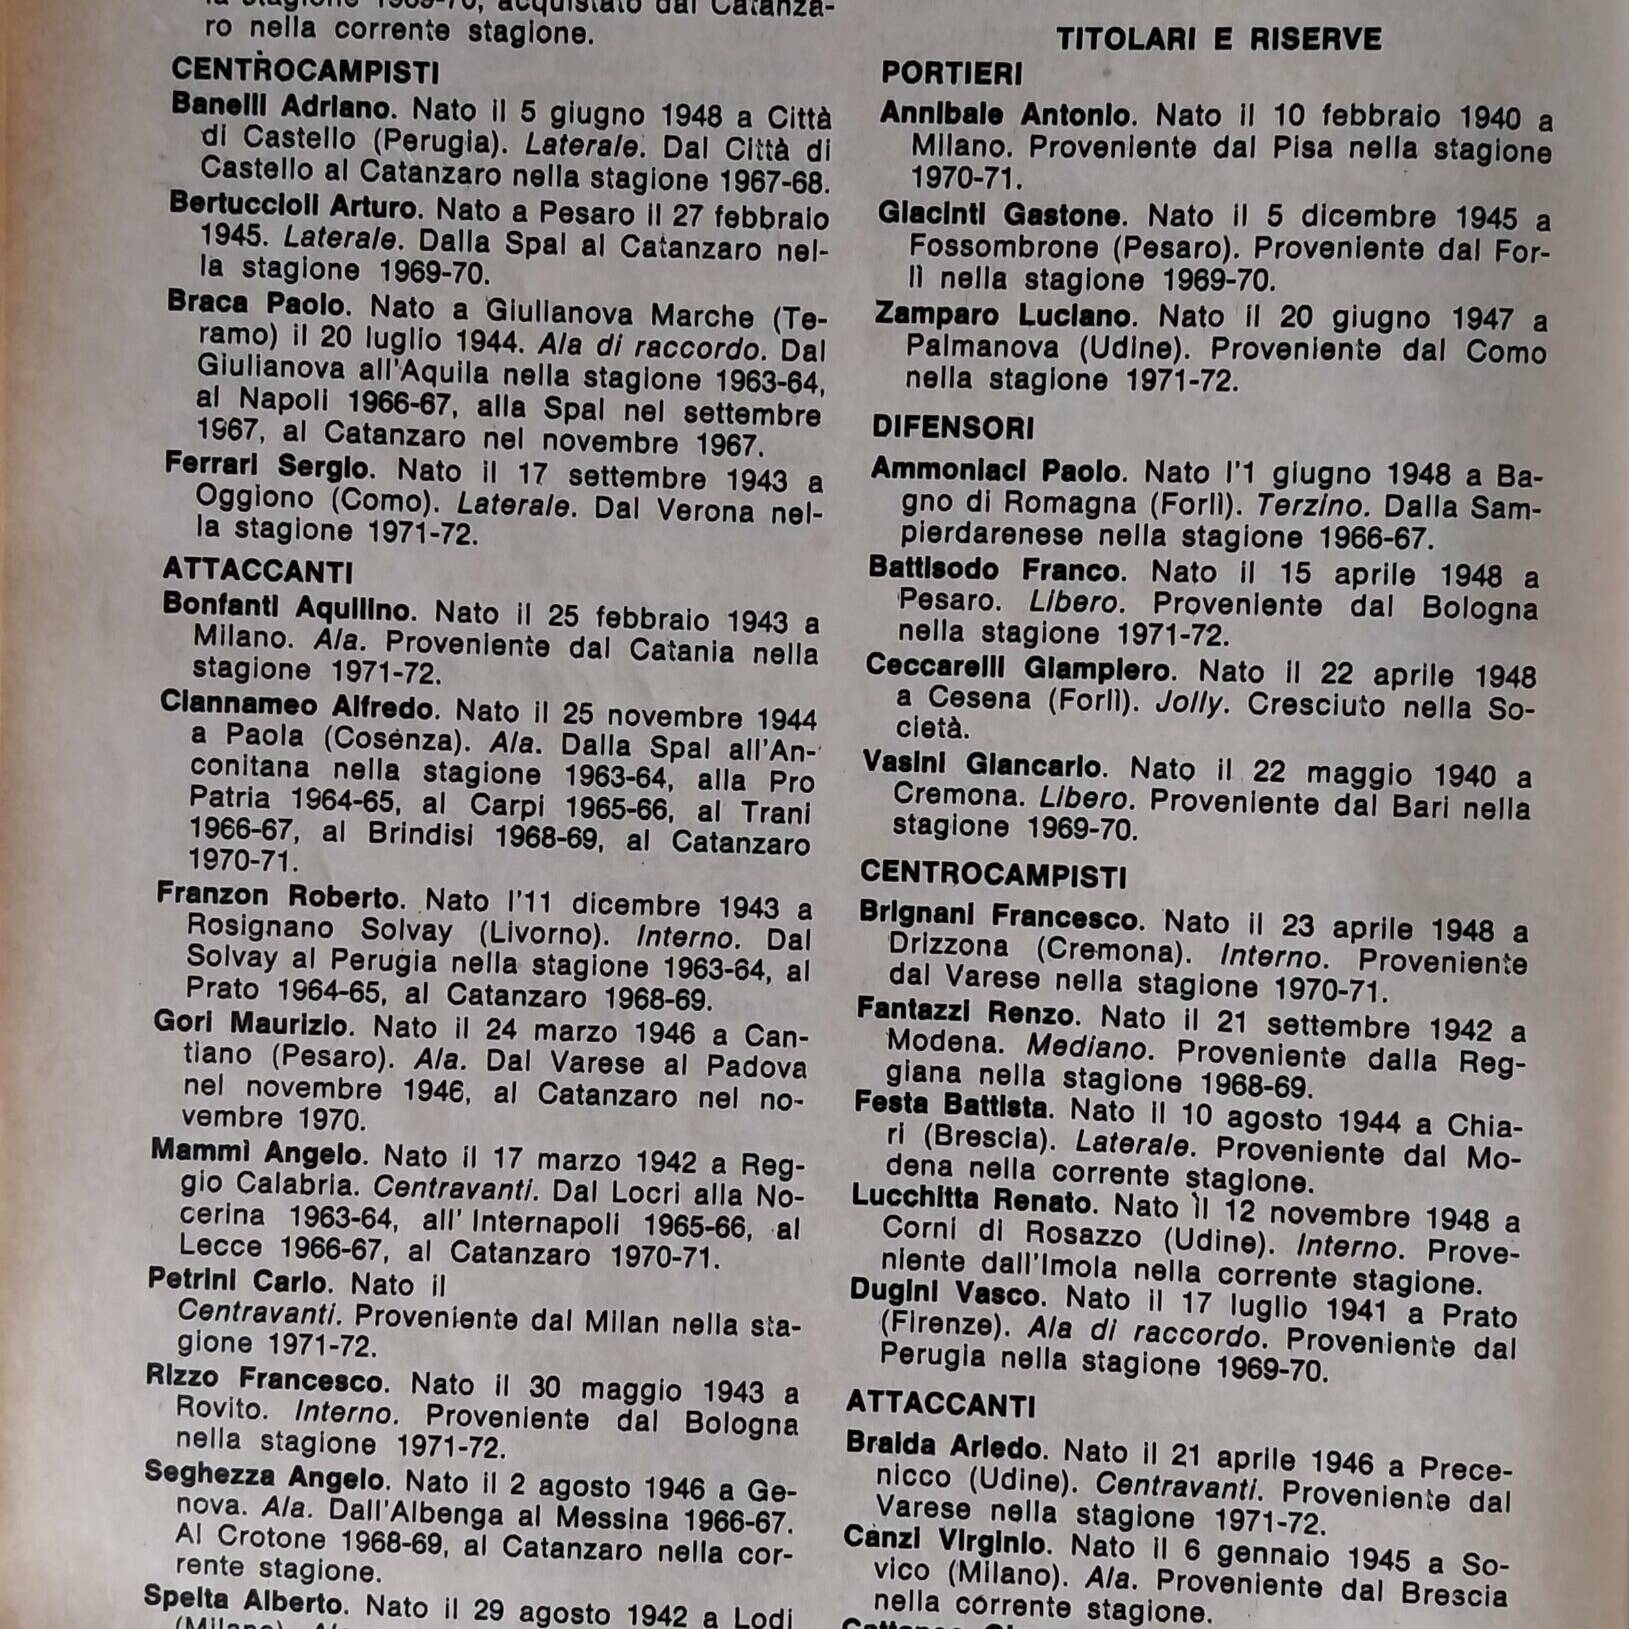 la stagione 1969-70, acquistato dal Catanza-
ro nella corrente stagione.
CENTROCAMPISTI
Banelli Adriano. Nato il 5 giugno 1948 a Città
di Castello (Perugia). Laterale. Dal Città di
Castello al Catanzaro nella stagione 1967-68.
Bertuccioli Arturo. Nato a Pesaro il 27 febbraio
1945. Laterale. Dalla Spal al Catanzaro nel-
la stagione 1969-70.
Braca Paolo. Nato a Giulianova Marche (Te-
ramo) il 20 luglio 1944. Ala di raccordo. Dal
Giulianova all'Aquila nella stagione 1963-64,
al Napoli 1966-67, alla Spal nel settembre
1967, al Catanzaro nel novembre 1967.
Ferrari Sergio. Nato il 17 settembre 1943 a
Oggiono (Como). Laterale. Dal Verona nel-
la stagione 1971-72.
ATTACCANTI
Bonfanti Aquilino. Nato il 25 febbraio 1943 a
Milano. Ala. Proveniente dal Catania nella
stagione 1971-72.
Ciannameo Alfredo. Nato il 25 novembre 1944
a Paola (Cosenza). Ala. Dalla Spal all'An-
conitana nella stagione 1963-64, alla Pro
Patria 1964-65, al Carpi 1965-66, al Trani
1966-67, al Brindisi 1968-69, al Catanzaro
1970-71.
Franzon Roberto. Nato l'11 dicembre 1943 a
Rosignano Solvay (Livorno). Interno. Dal
Solvay al Perugia nella stagione 1963-64, al
Prato 1964-65, al Catanzaro 1968-69.
Gori Maurizio. Nato il 24 marzo 1946 a Can-
tiano (Pesaro). Ala. Dal Varese al Padova
nel novembre 1946, al Catanzaro nel no-
vembre 1970.
Mammì Angelo. Nato il 17 marzo 1942 a Reg-
gio Calabria. Centravanti. Dal Locri alla No-
cerina 1963-64, all'Internapoli 1965-66, al
Lecce 1966-67, al Catanzaro 1970-71.
Petrini Carlo. Nato il
Centravanti. Proveniente dal Milan nella sta-
gione 1971-72.
Rizzo Francesco. Nato il 30 maggio 1943 a
Rovito. Interno. Proveniente dal Bologna
nella stagione 1971-72.
Seghezza Angelo. Nato il 2 agosto 1946 a Ge-
nova. Ala. Dall'Albenga al Messina 1966-67.
Al Crotone 1968-69, al Catanzaro nella cor-
rente stagione.
Spelta Alberto. Nato il 29 agosto 1942 a Lodi
(Milano). Ala
TITOLARI E RISERVE
PORTIERI
Annibale Antonio. Nato il 10 febbraio 1940 a
Milano. Proveniente dal Pisa nella stagione
1970-71.
Giacinti Gastone. Nato il 5 dicembre 1945 a
Fossombrone (Pesaro). Proveniente dal For-
lì nella stagione 1969-70.
Zamparo Luciano. Nato il 20 giugno 1947 a
Palmanova (Udine). Proveniente dal Como
nella stagione 1971-72.
DIFENSORI
Ammoniaci Paolo. Nato l'1 giugno 1948 a Ba-
gno di Romagna (Forlì). Terzino. Dalla Sam-
pierdarenese nella stagione 1966-67.
Battisodo Franco. Nato il 15 aprile 1948 a
Pesaro. Libero. Proveniente dal Bologna
nella stagione 1971-72.
Ceccarelli Giampiero. Nato il 22 aprile 1948
a Cesena (Forlì). Jolly. Cresciuto nella So-
cietà.
Vasini Giancarlo. Nato il 22 maggio 1940 a
Cremona. Libero. Proveniente dal Bari nella
stagione 1969-70.
CENTROCAMPISTI
Brignani Francesco. Nato il 23 aprile 1948 a
Drizzona (Cremona). Interno. Proveniente
dal Varese nella stagione 1970-71.
Fantazzi Renzo. Nato il 21 settembre 1942 a
Modena. Mediano. Proveniente dalla Reg-
giana nella stagione 1968-69.
Festa Battista. Nato il 10 agosto 1944 a Chia-
ri (Brescia). Laterale. Proveniente dal Mo-
dena nella corrente stagione.
Lucchitta Renato. Nato il 12 novembre 1948 a
Corni di Rosazzo (Udine). Interno. Prove-
niente dall'Imola nella corrente stagione.
Dugini Vasco. Nato il 17 luglio 1941 a Prato
(Firenze). Ala di raccordo. Proveniente dal
Perugia nella stagione 1969-70.
ATTACCANTI
Braida Ariedo. Nato il 21 aprile 1946 a Prece-
nicco (Udine). Centravanti. Proveniente dal
Varese nella stagione 1971-72.
Canzi Virginio. Nato il 6 gennaio 1945 a So-
vico (Milano). Ala. Proveniente dal Brescia
nella corrente stagione.